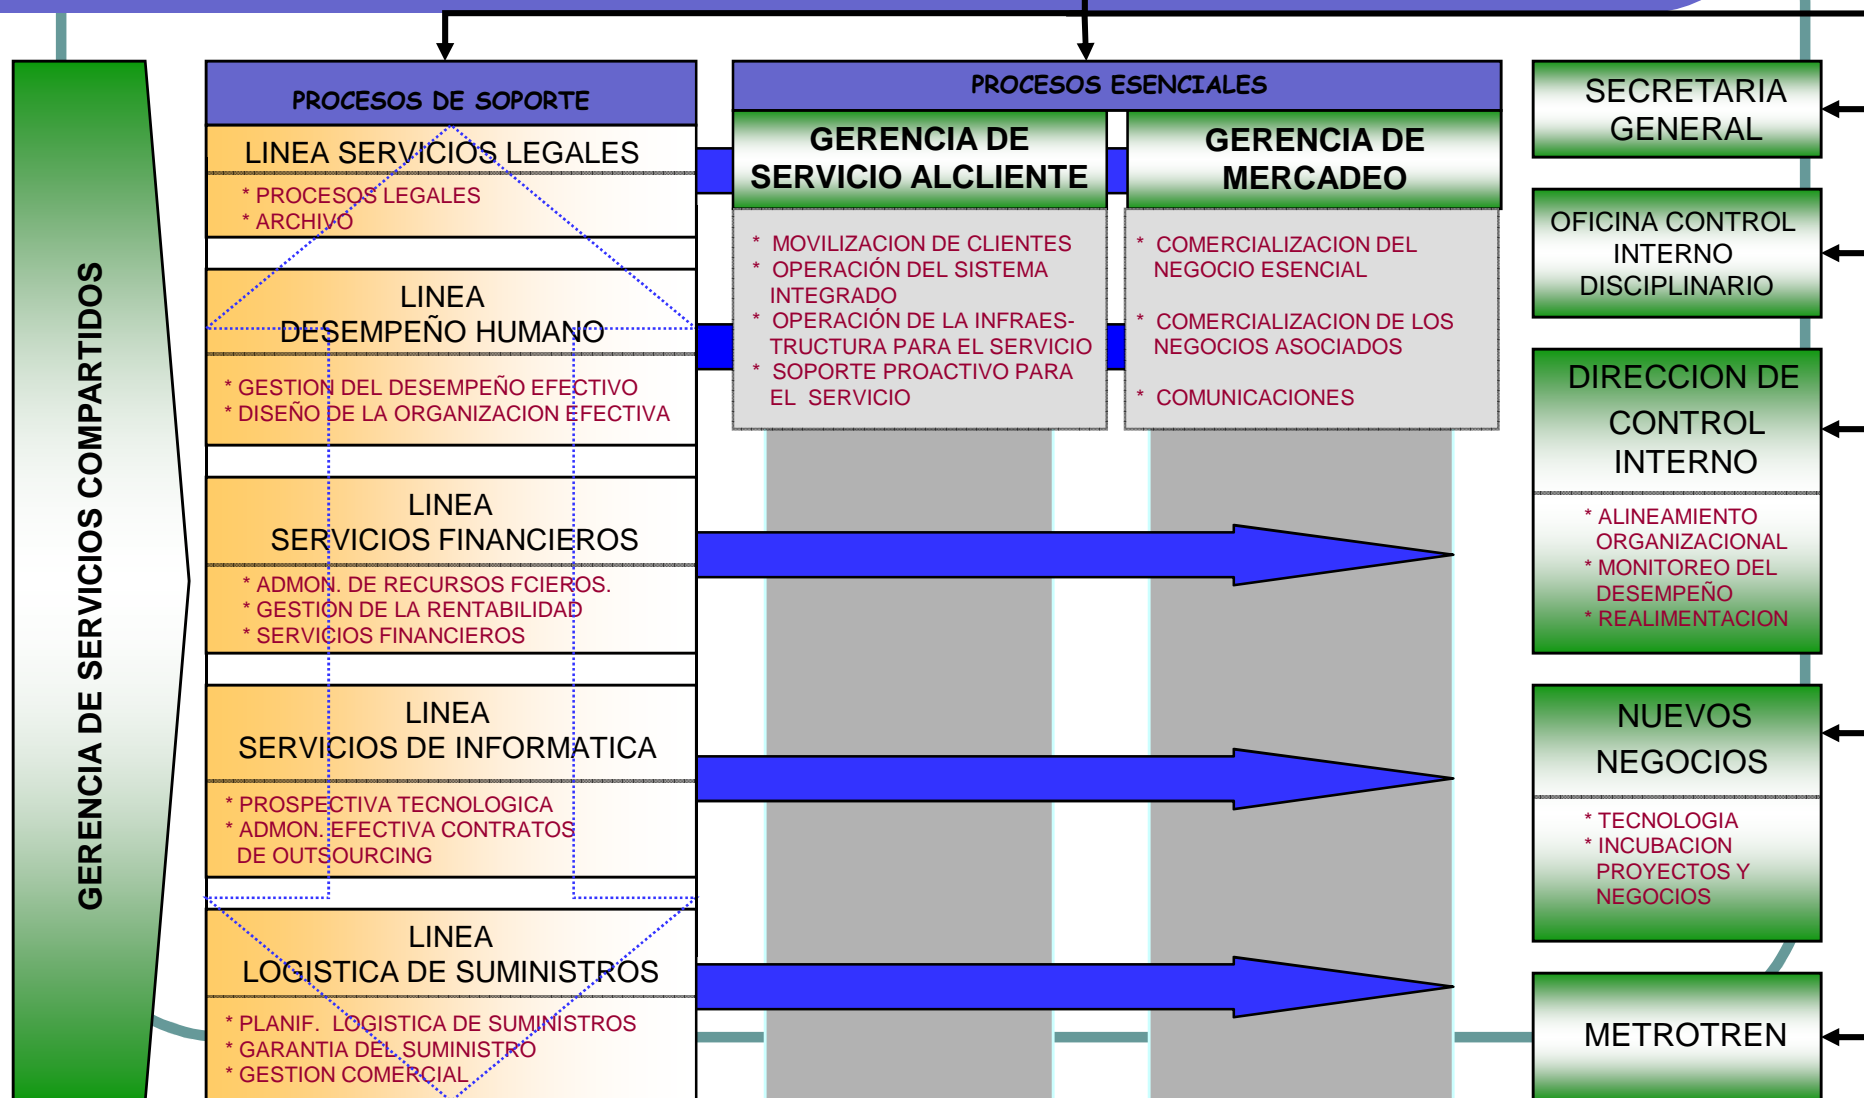 GERENCIA DE SERVICIOS COMPARTIDOS
PROCESOS DE SOPORTE
LINEA SERVICIOS LEGALES
* PROCESOS LEGALES
* ARCHIVO
LINEA
DESEMPEÑO HUMANO
* GESTION DEL DESEMPEÑO EFECTIVO
* DISEÑO DE LA ORGANIZACION EFECTIVA
LINEA
SERVICIOS FINANCIEROS
* ADMON. DE RECURSOS FCIEROS.
* GESTION DE LA RENTABILIDAD
* SERVICIOS FINANCIEROS
LINEA
SERVICIOS DE INFORMATICA
* PROSPECTIVA TECNOLOGICA
* ADMON. EFECTIVA CONTRATOS
DE OUTSOURCING
LINEA
LOGISTICA DE SUMINISTROS
* PLANIF. LOGISTICA DE SUMINISTROS
* GARANTIA DEL SUMINISTRO
* GESTION COMERCIAL
PROCESOS ESENCIALES
GERENCIA DE
SERVICIO ALCLIENTE
* MOVILIZACION DE CLIENTES
* OPERACIÓN DEL SISTEMA
INTEGRADO
* OPERACIÓN DE LA INFRAES-
TRUCTURA PARA EL SERVICIO
* SOPORTE PROACTIVO PARA
EL SERVICIO
GERENCIA DE
MERCADEO
* COMERCIALIZACION DEL
NEGOCIO ESENCIAL
* COMERCIALIZACION DE LOS
NEGOCIOS ASOCIADOS
* COMUNICACIONES
SECRETARIA
GENERAL
OFICINA CONTROL
INTERNO
DISCIPLINARIO
DIRECCION DE
CONTROL
INTERNO
* ALINEAMIENTO
ORGANIZACIONAL
* MONITOREO DEL
DESEMPEÑO
* REALIMENTACION
NUEVOS
NEGOCIOS
* TECNOLOGIA
* INCUBACION
PROYECTOS Y
NEGOCIOS
METROTREN